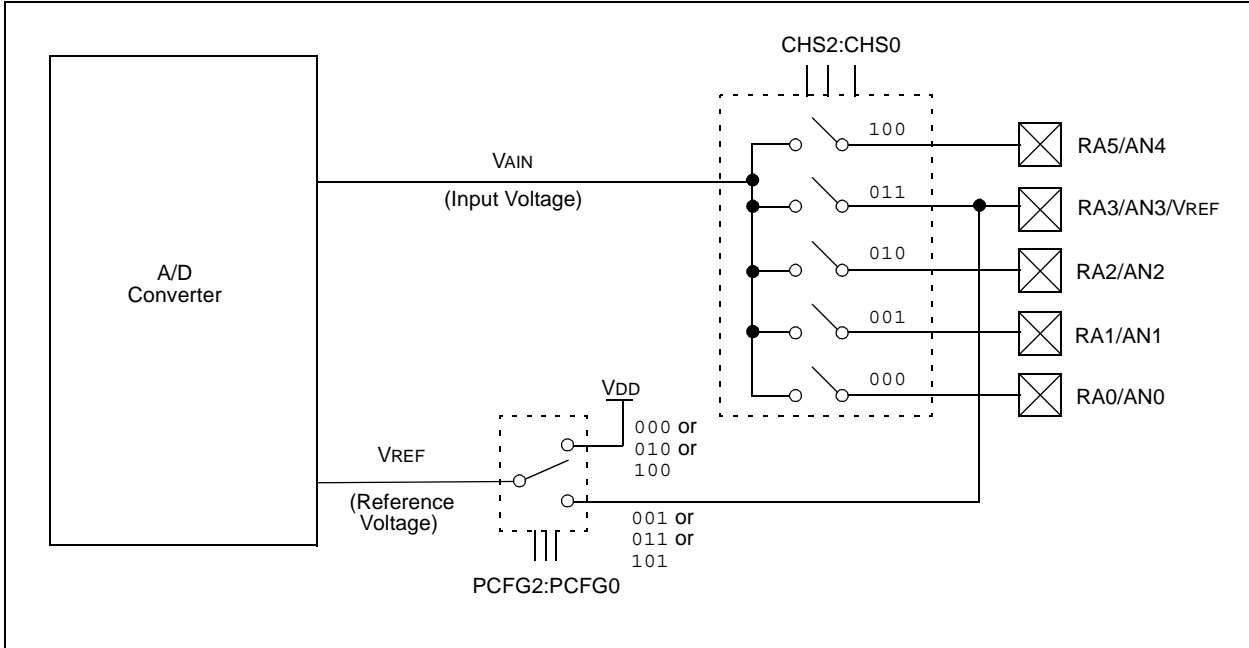 CHS2:CHS0
100
RA5/AN4
VAIN
(Input Voltage)
011
RA3/AN3/VREF
A/D
Converter
010
RA2/AN2
001
RA1/AN1
000
RA0/AN0
VDD
000 or
010 or
100
VREF
(Reference
Voltage)
001 or
011 or
101
PCFG2:PCFG0